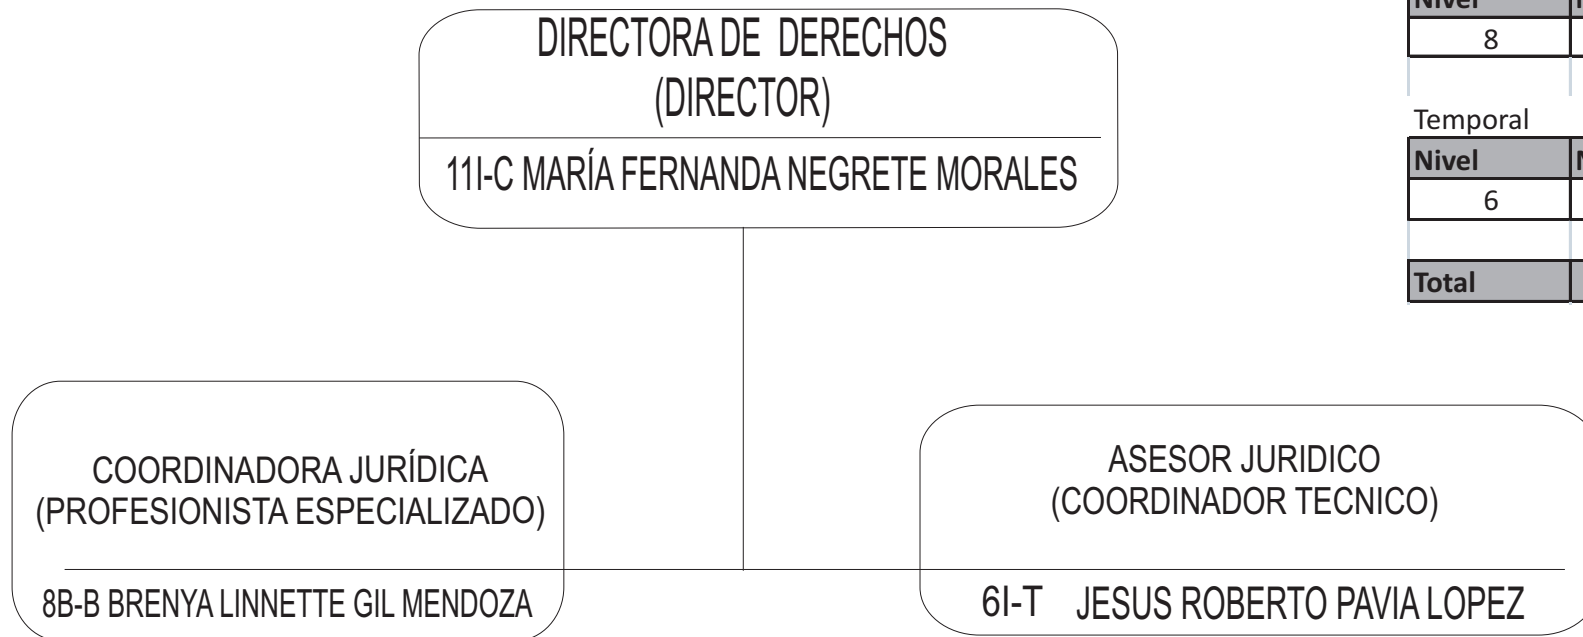 DIRECTORA DE DERECHOS
(DIRECTOR)
11I-C MARÍA FERNANDA NEGRETE MORALES
Nivel
8
Temporal
Nivel
6
Total
COORDINADORA JURÍDICA
(PROFESIONISTA ESPECIALIZADO)
8B-B BRENYA LINNETTE GIL MENDOZA
ASESOR JURIDICO
(COORDINADOR TECNICO)
6I-T JESUS ROBERTO PAVIA LOPEZ